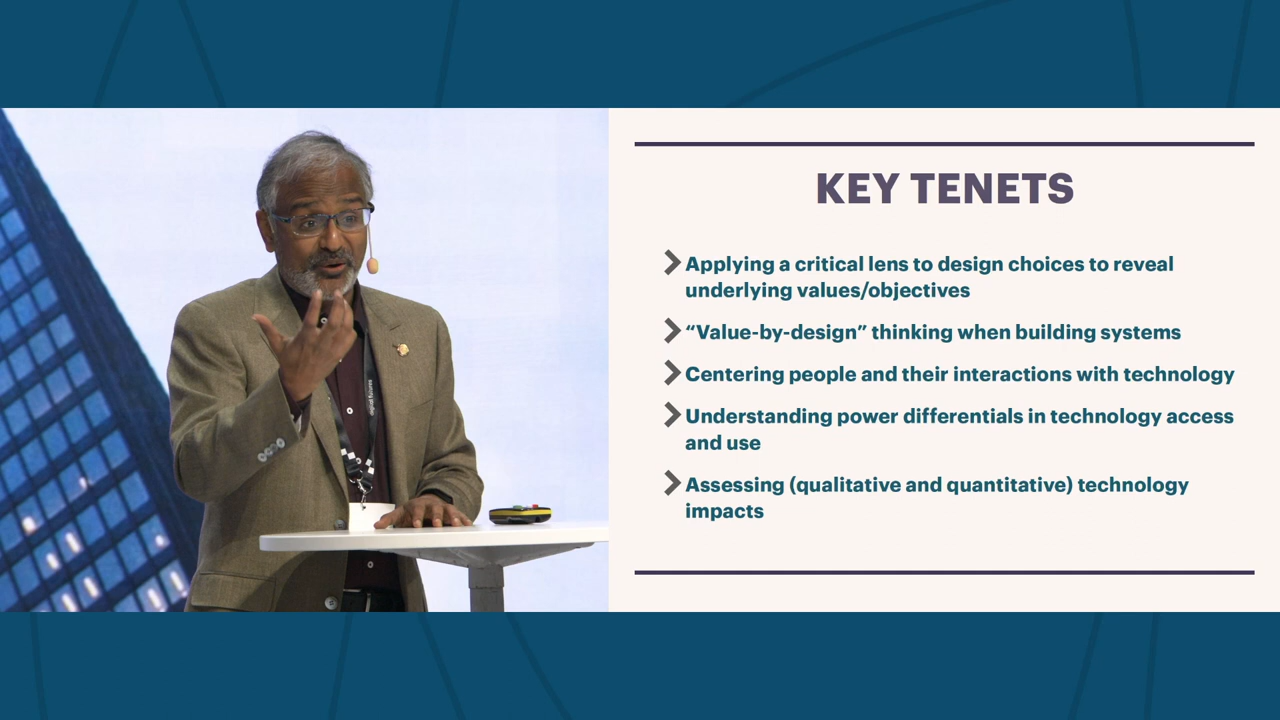 KEY TENETS
Applying a critical lens to design choices to reveal
underlying values/objectives
“Value-by-design” thinking when building systems
Centering people and their interactions with technology
Understanding power differentials in technology access
and use
Assessing (qualitative and quantitative) technology
impacts
digital futures